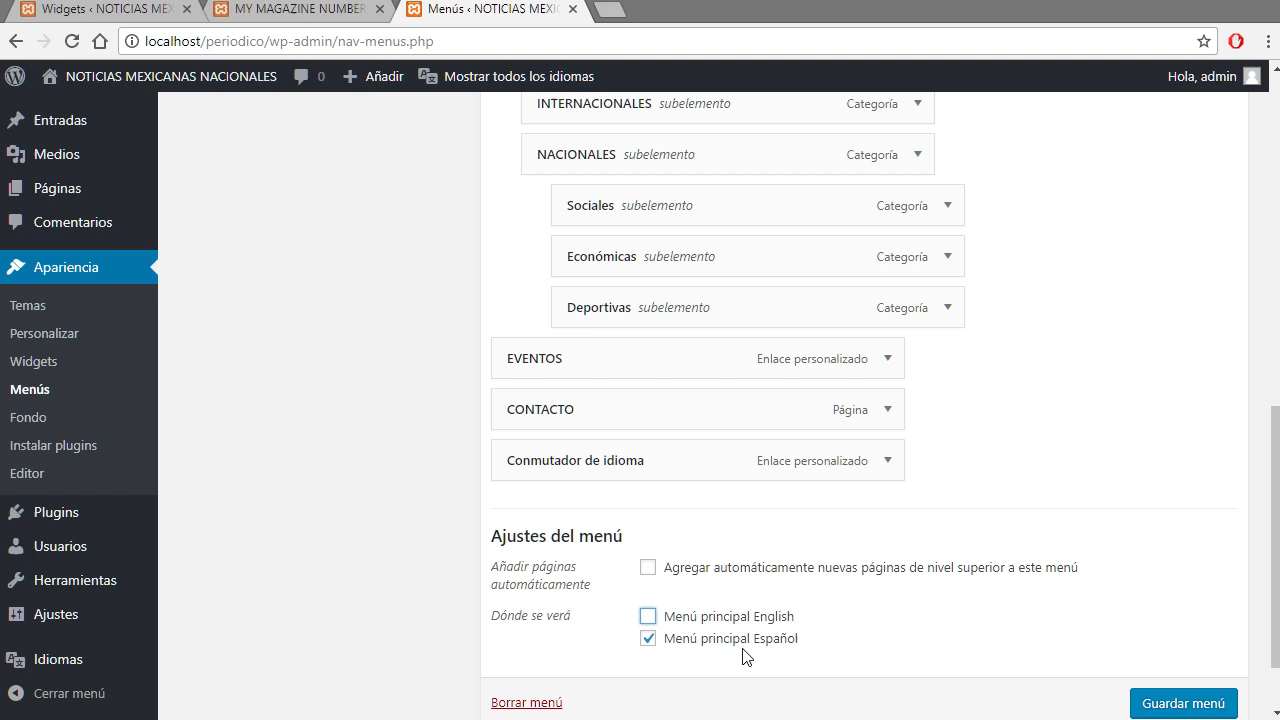 Widgets ‹ NOTICIAS MEX
MY MAGAZINE NUMBER
Menús ‹ NOTICIAS MEXI
localhost/periodico/wp-admin/nav-menus.php
NOTICIAS MEXICANAS NACIONALES
0
Añadir
Mostrar todos los idiomas
Hola, admin
Entradas
Medios
Páginas
Comentarios
Apariencia
Temas
Personalizar
Widgets
Menús
Fondo
Instalar plugins
Editor
Plugins
Usuarios
Herramientas
Ajustes
Idiomas
Cerrar menú
INTERNACIONALES subelemento Categoría
NACIONALES subelemento Categoría
Sociales subelemento Categoría
Económicas subelemento Categoría
Deportivas subelemento Categoría
EVENTOS Enlace personalizado
CONTACTO Página
Conmutador de idioma Enlace personalizado
Ajustes del menú
Añadir páginas
automáticamente
Agregar automáticamente nuevas páginas de nivel superior a este menú
Dónde se verá
Menú principal English
Menú principal Español
Borrar menú
Guardar menú